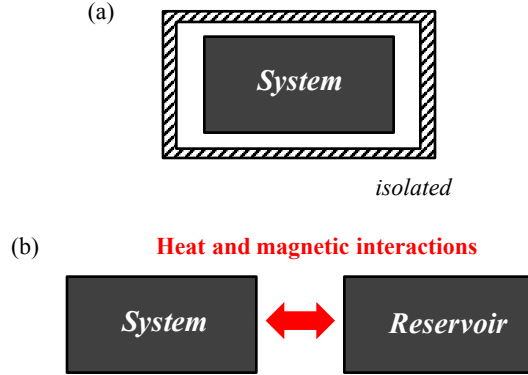 (a)
System
isolated
(b) Heat and magnetic interactions
System Reservoir